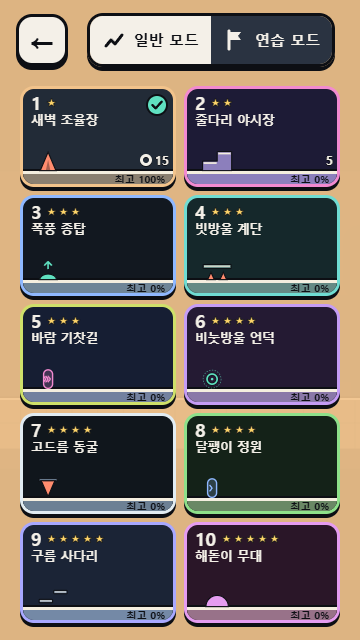 일반 모드
연습 모드
1
새벽 조율장
15
최고 100%
2
줄다리 야시장
5
최고 0%
3
폭풍 종탑
최고 0%
4
빗방울 계단
최고 0%
5
바람 기찻길
최고 0%
6
비눗방울 언덕
최고 0%
7
고드름 동굴
최고 0%
8
달팽이 정원
최고 0%
9
구름 사다리
최고 0%
10
해돋이 무대
최고 0%